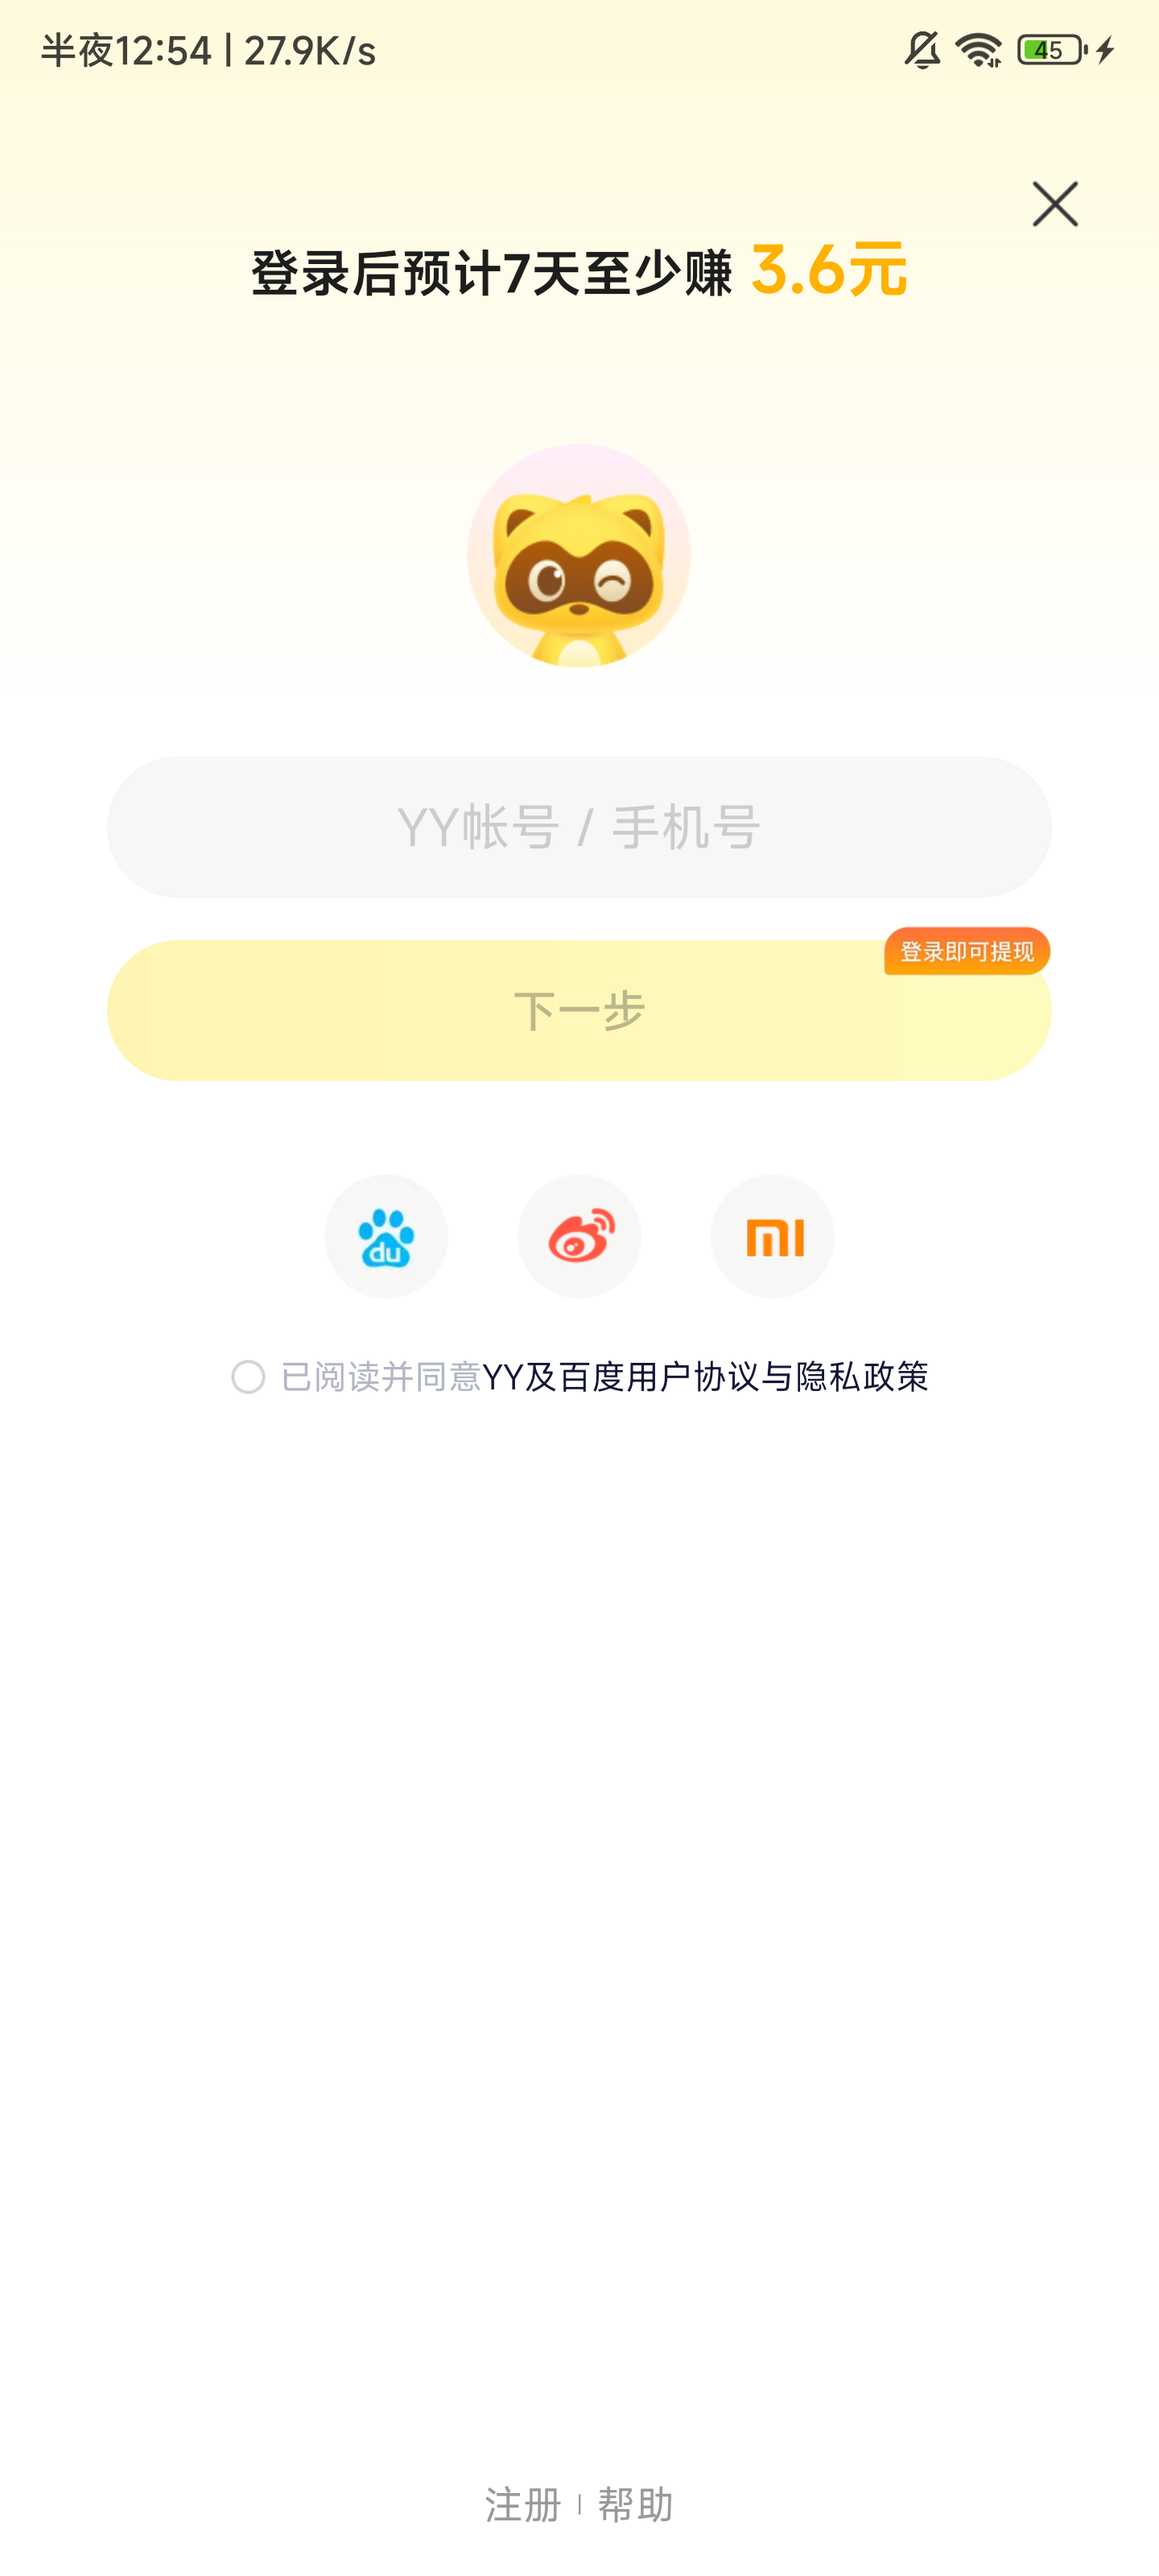 半夜12:54 | 27.9K/s
45
登录后预计7天至少赚 3.6元
YY帐号 / 手机号
登录即可提现
下一步
du
已阅读并同意YY及百度用户协议与隐私政策
注册 | 帮助